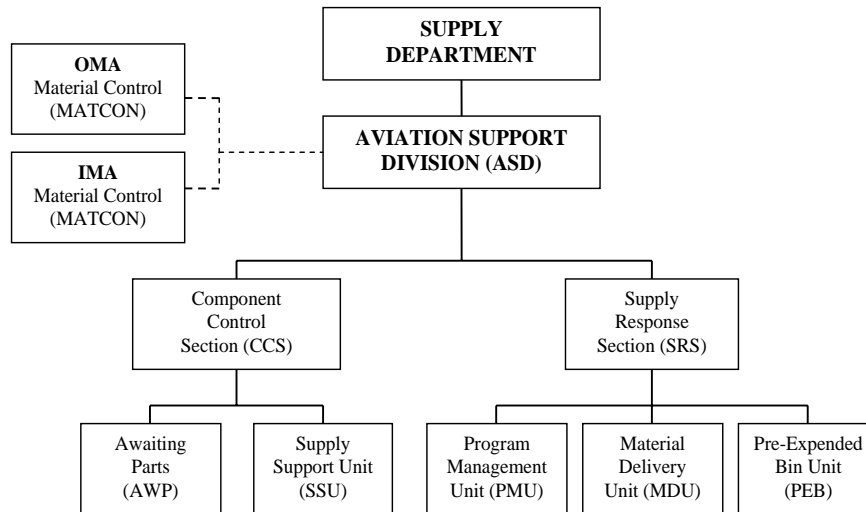 SUPPLY
DEPARTMENT
OMA
Material Control
(MATCON)
AVIATION SUPPORT
DIVISION (ASD)
IMA
Material Control
(MATCON)
Component
Control
Section (CCS)
Supply
Response
Section (SRS)
Awaiting
Parts
(AWP)
Supply
Support Unit
(SSU)
Program
Management
Unit (PMU)
Material
Delivery
Unit (MDU)
Pre-Expended
Bin Unit
(PEB)